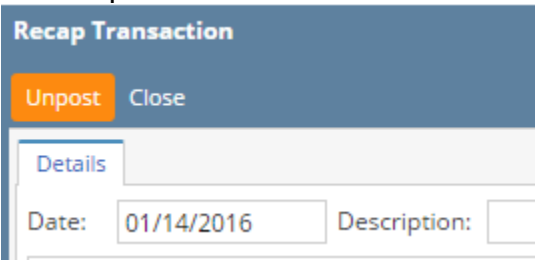 Recap Transaction
Unpost Close
Details
Date: 01/14/2016 Description: